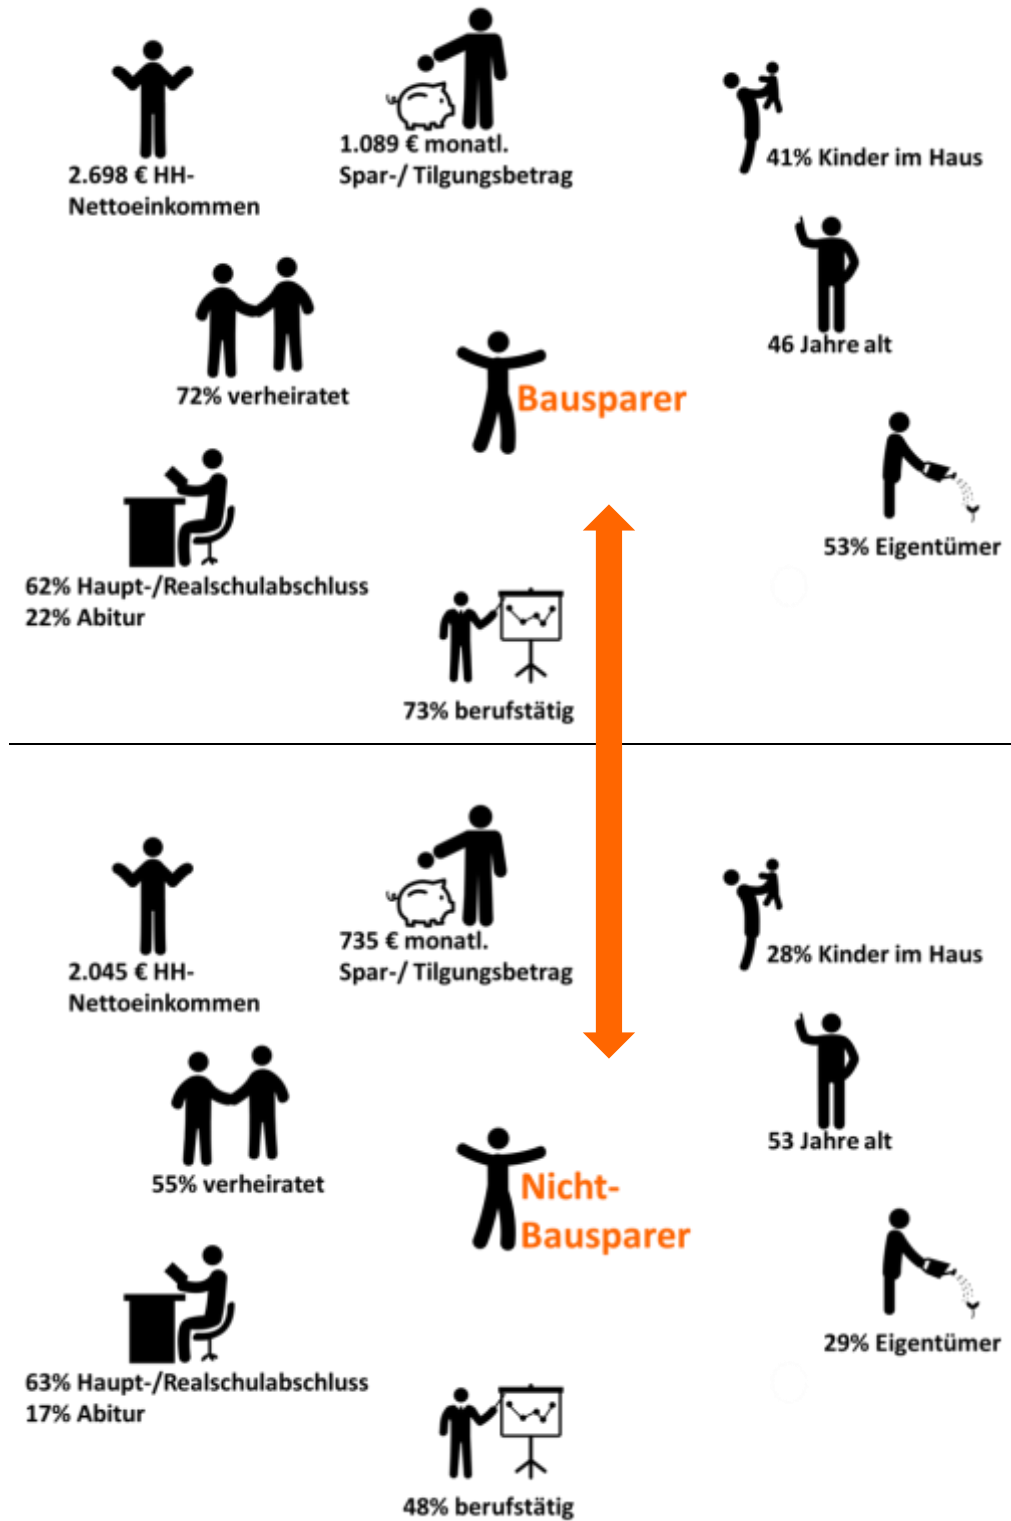 2.698 € HH-
Nettoeinkommen
1.089 € monatl.
Spar-/ Tilgungsbetrag
41% Kinder im Haus
46 Jahre alt
72% verheiratet
Bausparer
53% Eigentümer
62% Haupt-/Realschulabschluss
22% Abitur
73% berufstätig
2.045 € HH-
Nettoeinkommen
735 € monatl.
Spar-/ Tilgungsbetrag
28% Kinder im Haus
53 Jahre alt
55% verheiratet
Nicht-
Bausparer
29% Eigentümer
63% Haupt-/Realschulabschluss
17% Abitur
48% berufstätig